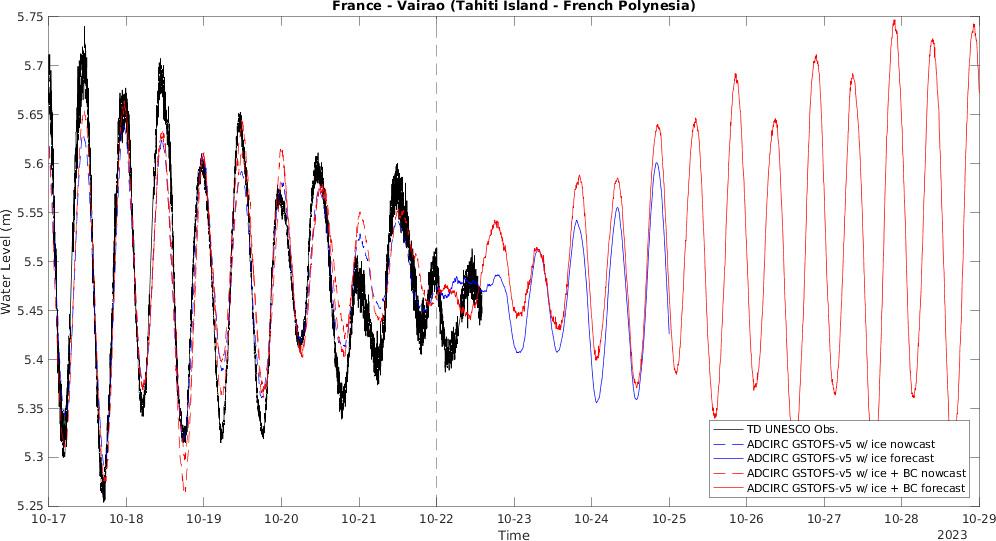 France - Vairao (Tahiti Island - French Polynesia)
5.75
5.7
5.65
5.6
5.55
5.5
5.45
5.4
5.35
5.3
5.25
Water Level (m)
TD UNESCO Obs.
ADCIRC GSTOFS-v5 w/ ice nowcast
ADCIRC GSTOFS-v5 w/ ice forecast
ADCIRC GSTOFS-v5 w/ ice + BC nowcast
ADCIRC GSTOFS-v5 w/ ice + BC forecast
10-17 10-18 10-19 10-20 10-21 10-22 10-23 10-24 10-25 10-26 10-27 10-28 10-29
Time
2023